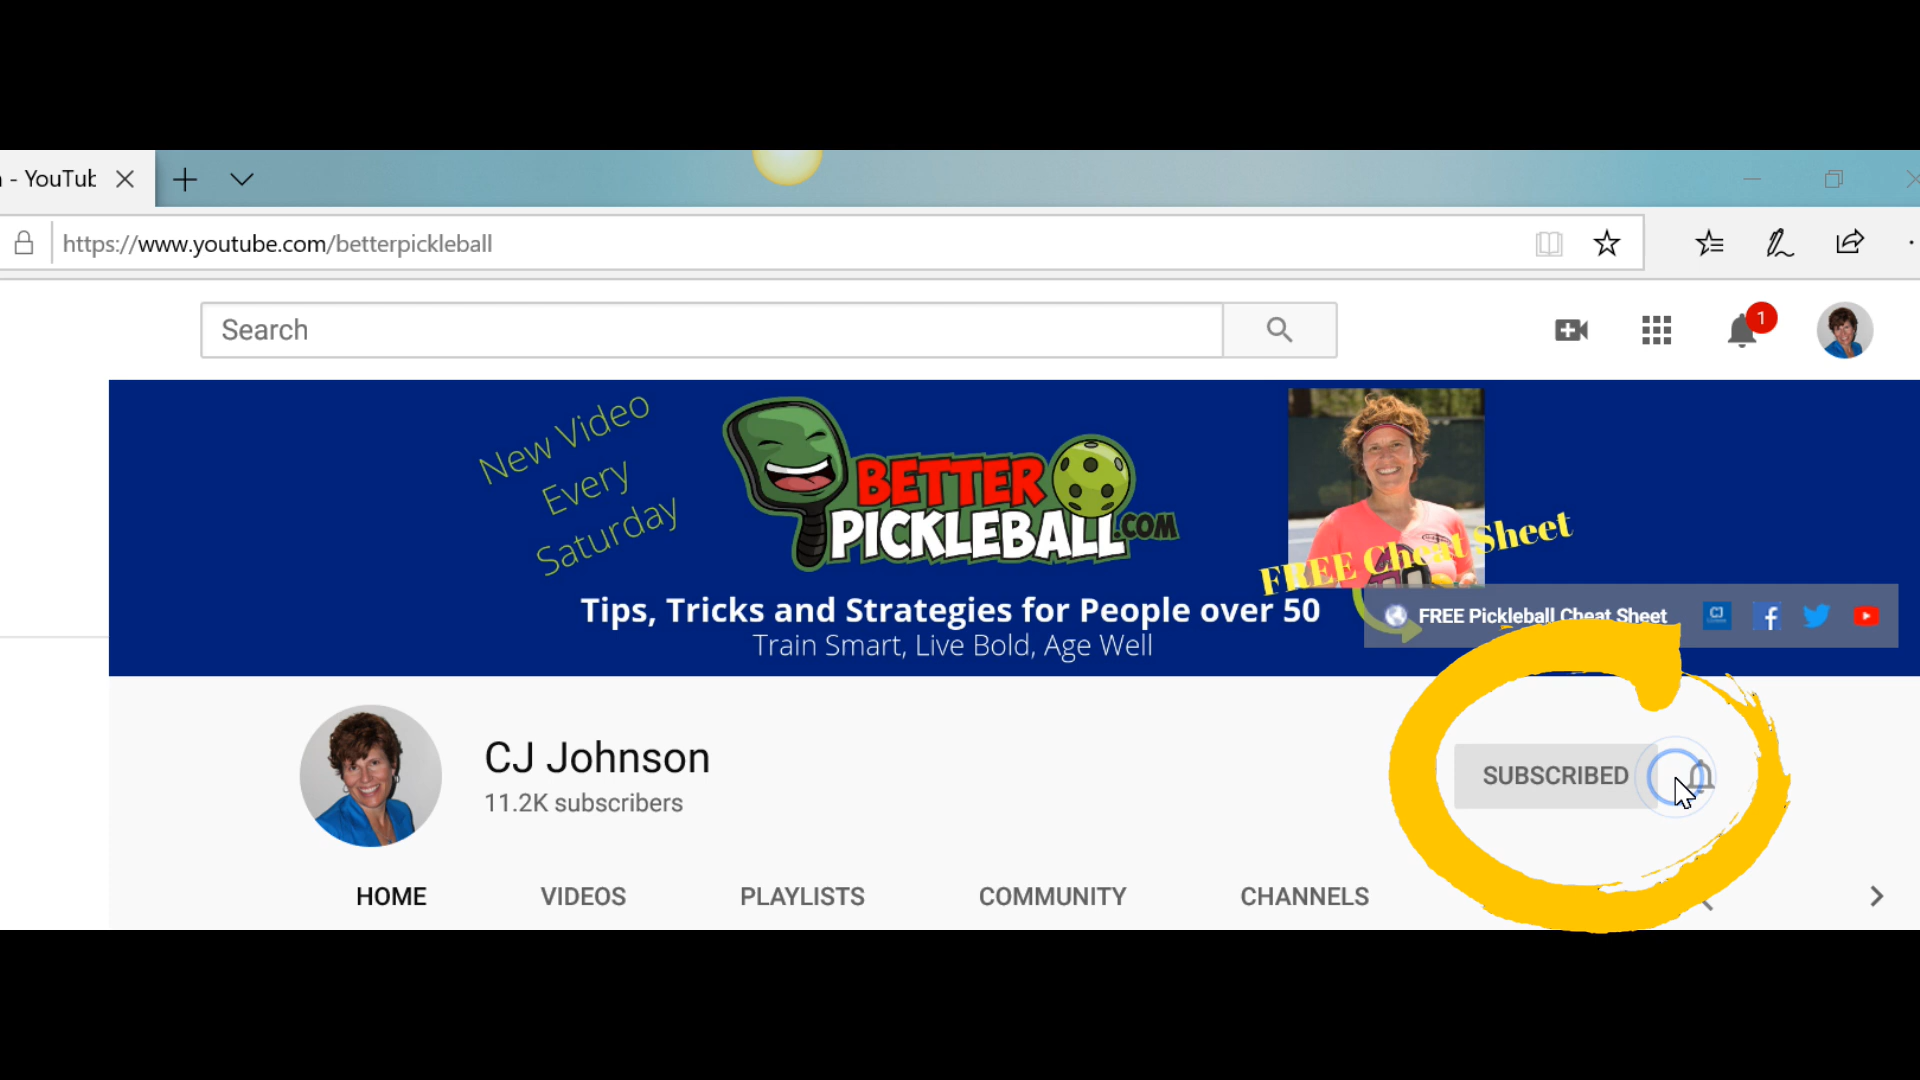 - YouTub
https://www.youtube.com/betterpickleball
Search
1
New Video
Every
Saturday
BETTER
PICKLEBALL.COM
FREE Cheat Sheet
Tips, Tricks and Strategies for People over 50
Train Smart, Live Bold, Age Well
FREE Pickleball Cheat Sheet
CJ Johnson
11.2K subscribers
SUBSCRIBED
HOME VIDEOS PLAYLISTS COMMUNITY CHANNELS